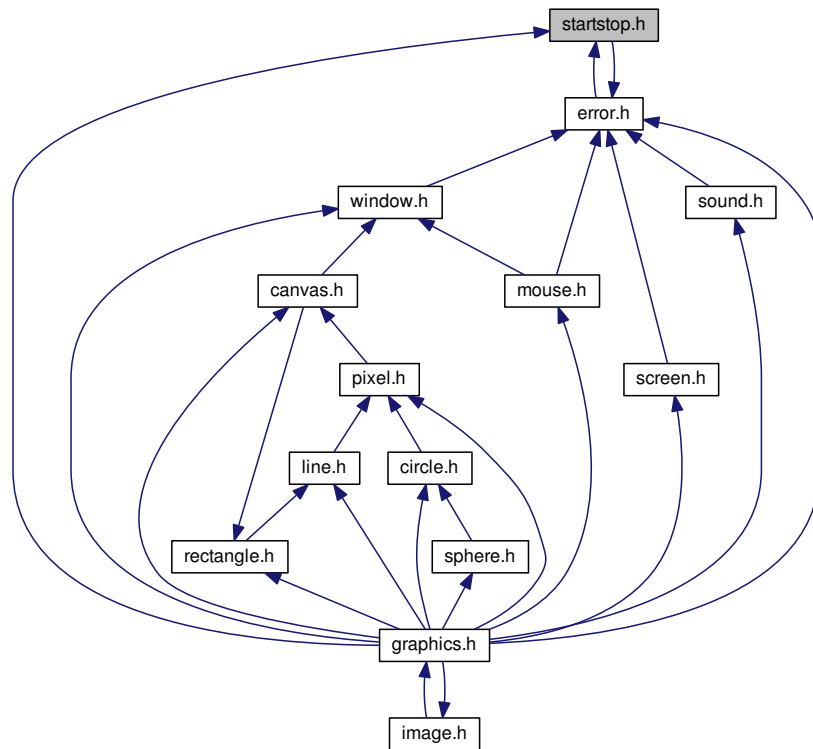 startstop.h
error.h
window.h
sound.h
canvas.h
mouse.h
pixel.h
screen.h
line.h
circle.h
rectangle.h
sphere.h
graphics.h
image.h